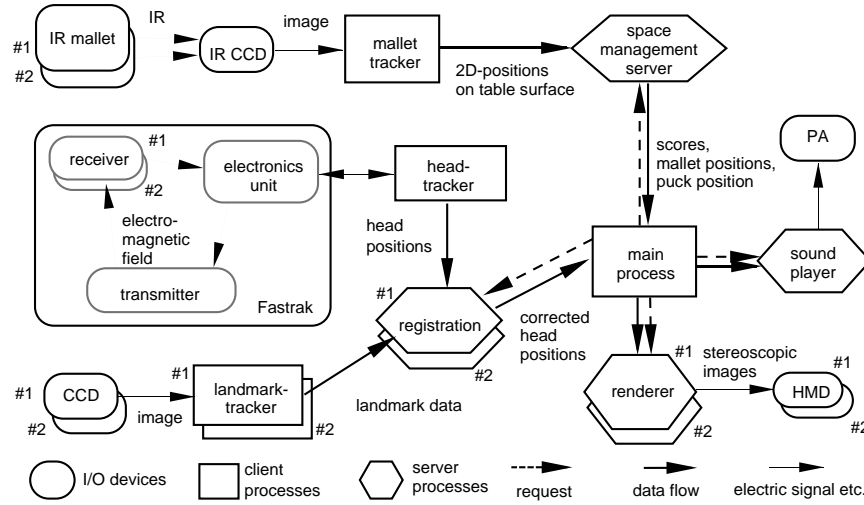 IR
image
#1
IR mallet
#2
IR CCD
mallet
tracker
2D-positions
on table surface
space
management
server
scores,
mallet positions,
puck position
PA
receiver
#1
#2
electronics
unit
electro-
magnetic
field
transmitter
Fastrak
head-
tracker
head
positions
main
process
sound
player
#1
registration
#2
corrected
head
positions
#1
renderer
#2
stereoscopic
images
#1
HMD
#2
#1
CCD
#2
image
#1
landmark-
tracker
#2
landmark data
I/O devices
client
processes
server
processes
request
data flow
electric signal etc.